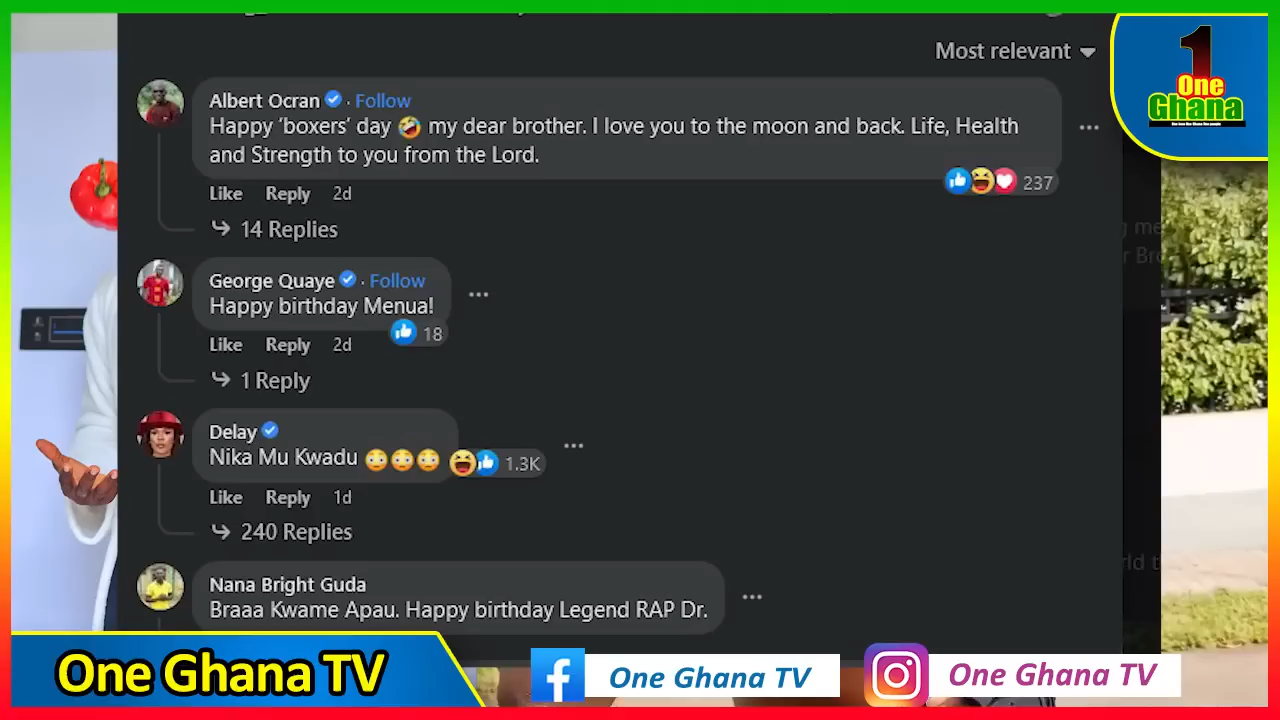 Most relevant
1
One
Ghana
Albert Ocran · Follow
Happy ‘boxers’ day 🤣 my dear brother. I love you to the moon and back. Life, Health
and Strength to you from the Lord.
237
Like Reply 2d
14 Replies
George Quaye · Follow
Happy birthday Menua!
18
Like Reply 2d
1 Reply
Delay
Nika Mu Kwadu 😳😳😳
1.3K
Like Reply 1d
240 Replies
Nana Bright Guda
Braaa Kwame Apau. Happy birthday Legend RAP Dr.
One Ghana TV
One Ghana TV
One Ghana TV